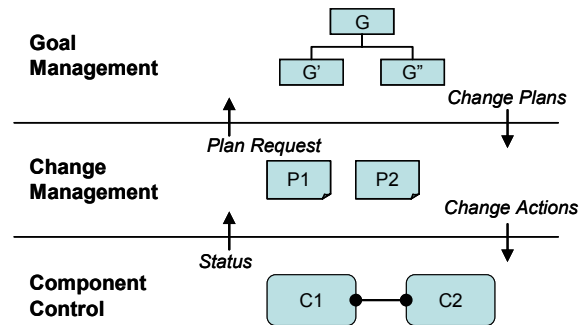 G
Goal
Management
G’ G”
Change Plans
Plan Request
Change
Management
P1 P2
Change Actions
Status
Component
Control
C1 C2